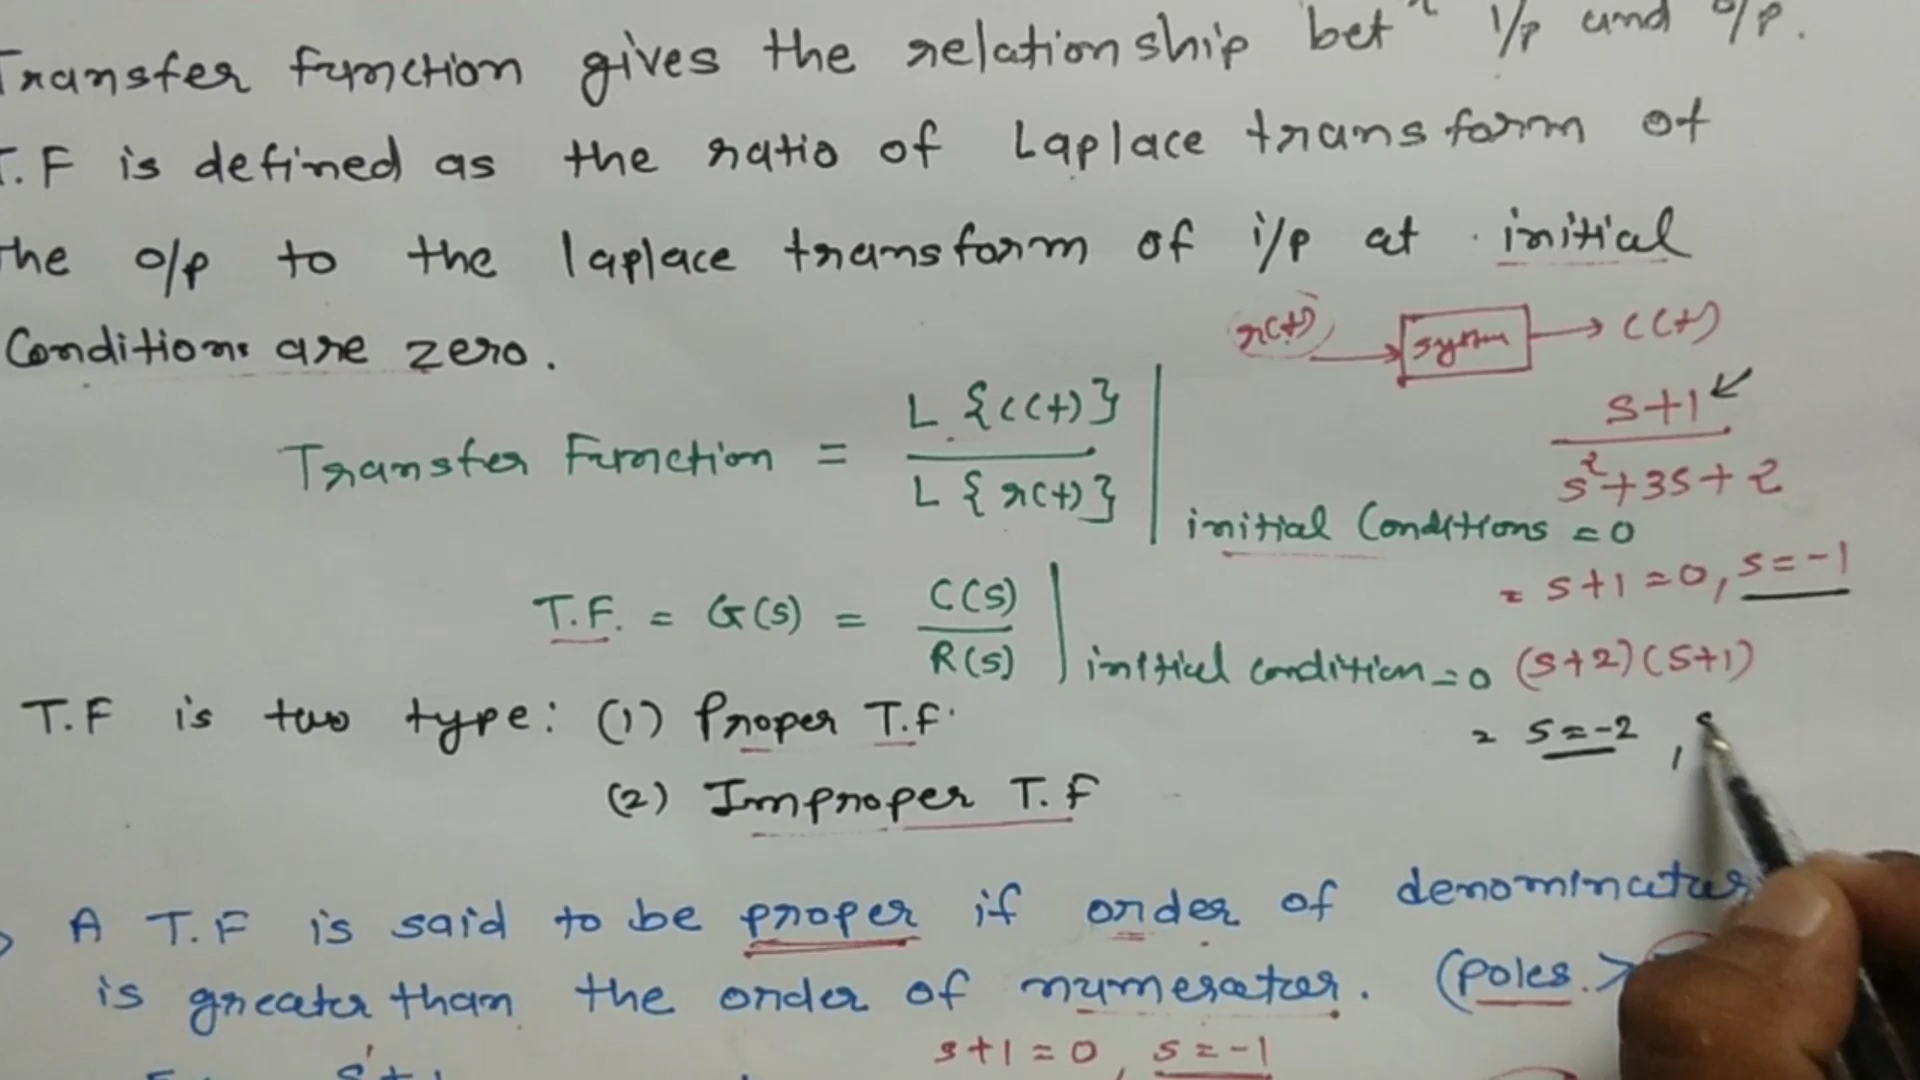 Transfer function gives the relationship betn i/p and o/p.
T.F is defined as the ratio of Laplace transform of
the o/p to the laplace transform of i/p at initial
Conditions are zero.
r(t) → system → c(t)
Transfer Function = L {c(t)} / L {r(t)} | initial Conditions = 0
s+1 / s²+3s+2
= s+1=0, s=-1
T.F. = G(s) = C(s) / R(s) | initial condition = 0
(s+2)(s+1)
= s=-2 , s
T.F is two type: (1) Proper T.F.
(2) Improper T.F
A T.F is said to be proper if order of denominator
is greater than the order of numerator. (poles >
s+1=0, s=-1